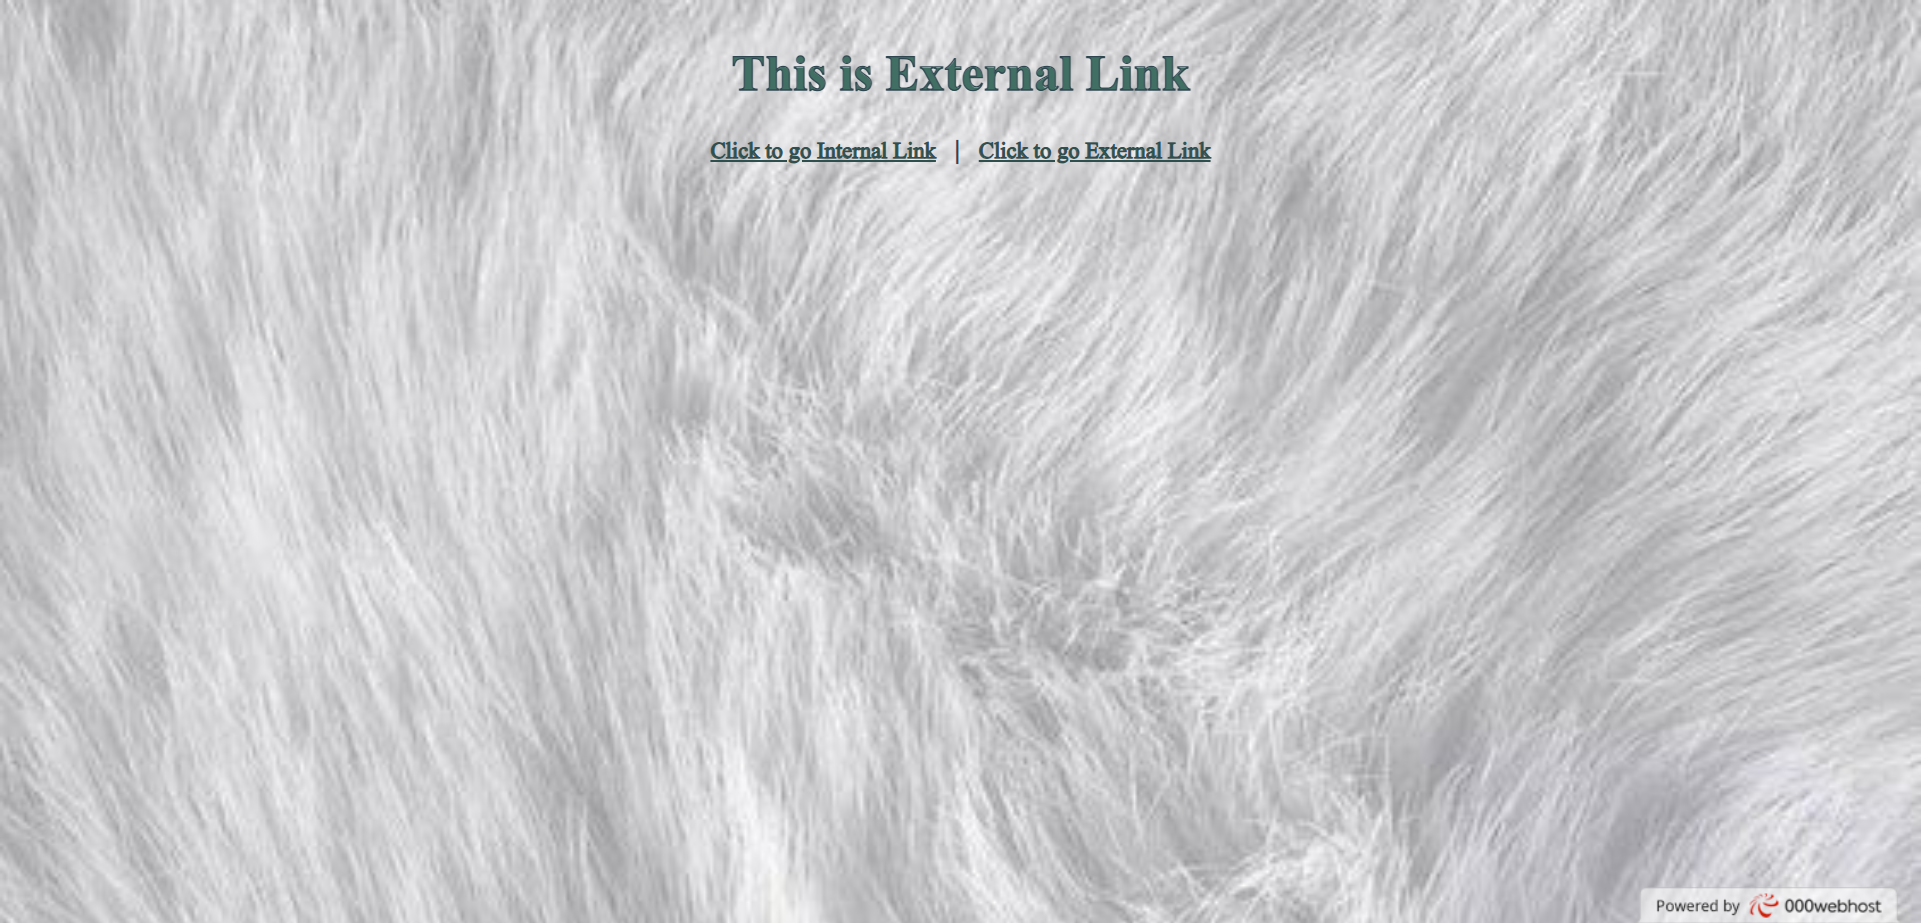 This is External Link
Click to go Internal Link | Click to go External Link
Powered by 000webhost